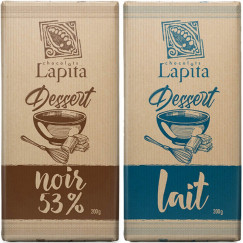 chocolats
Lapita
Dessert
noir
53%
200g
chocolats
Lapita
Dessert
lait
200g